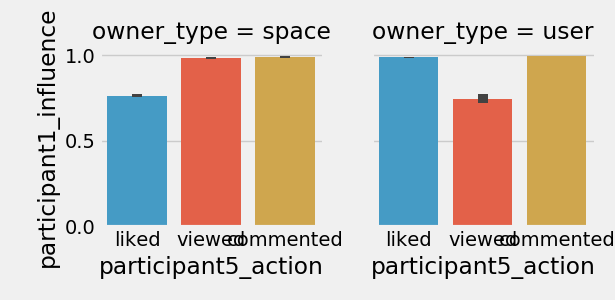 owner_type = space
owner_type = user
participant1_influence
1.0
0.5
0.0
liked
viewed
commented
liked
viewed
commented
participant5_action
participant5_action